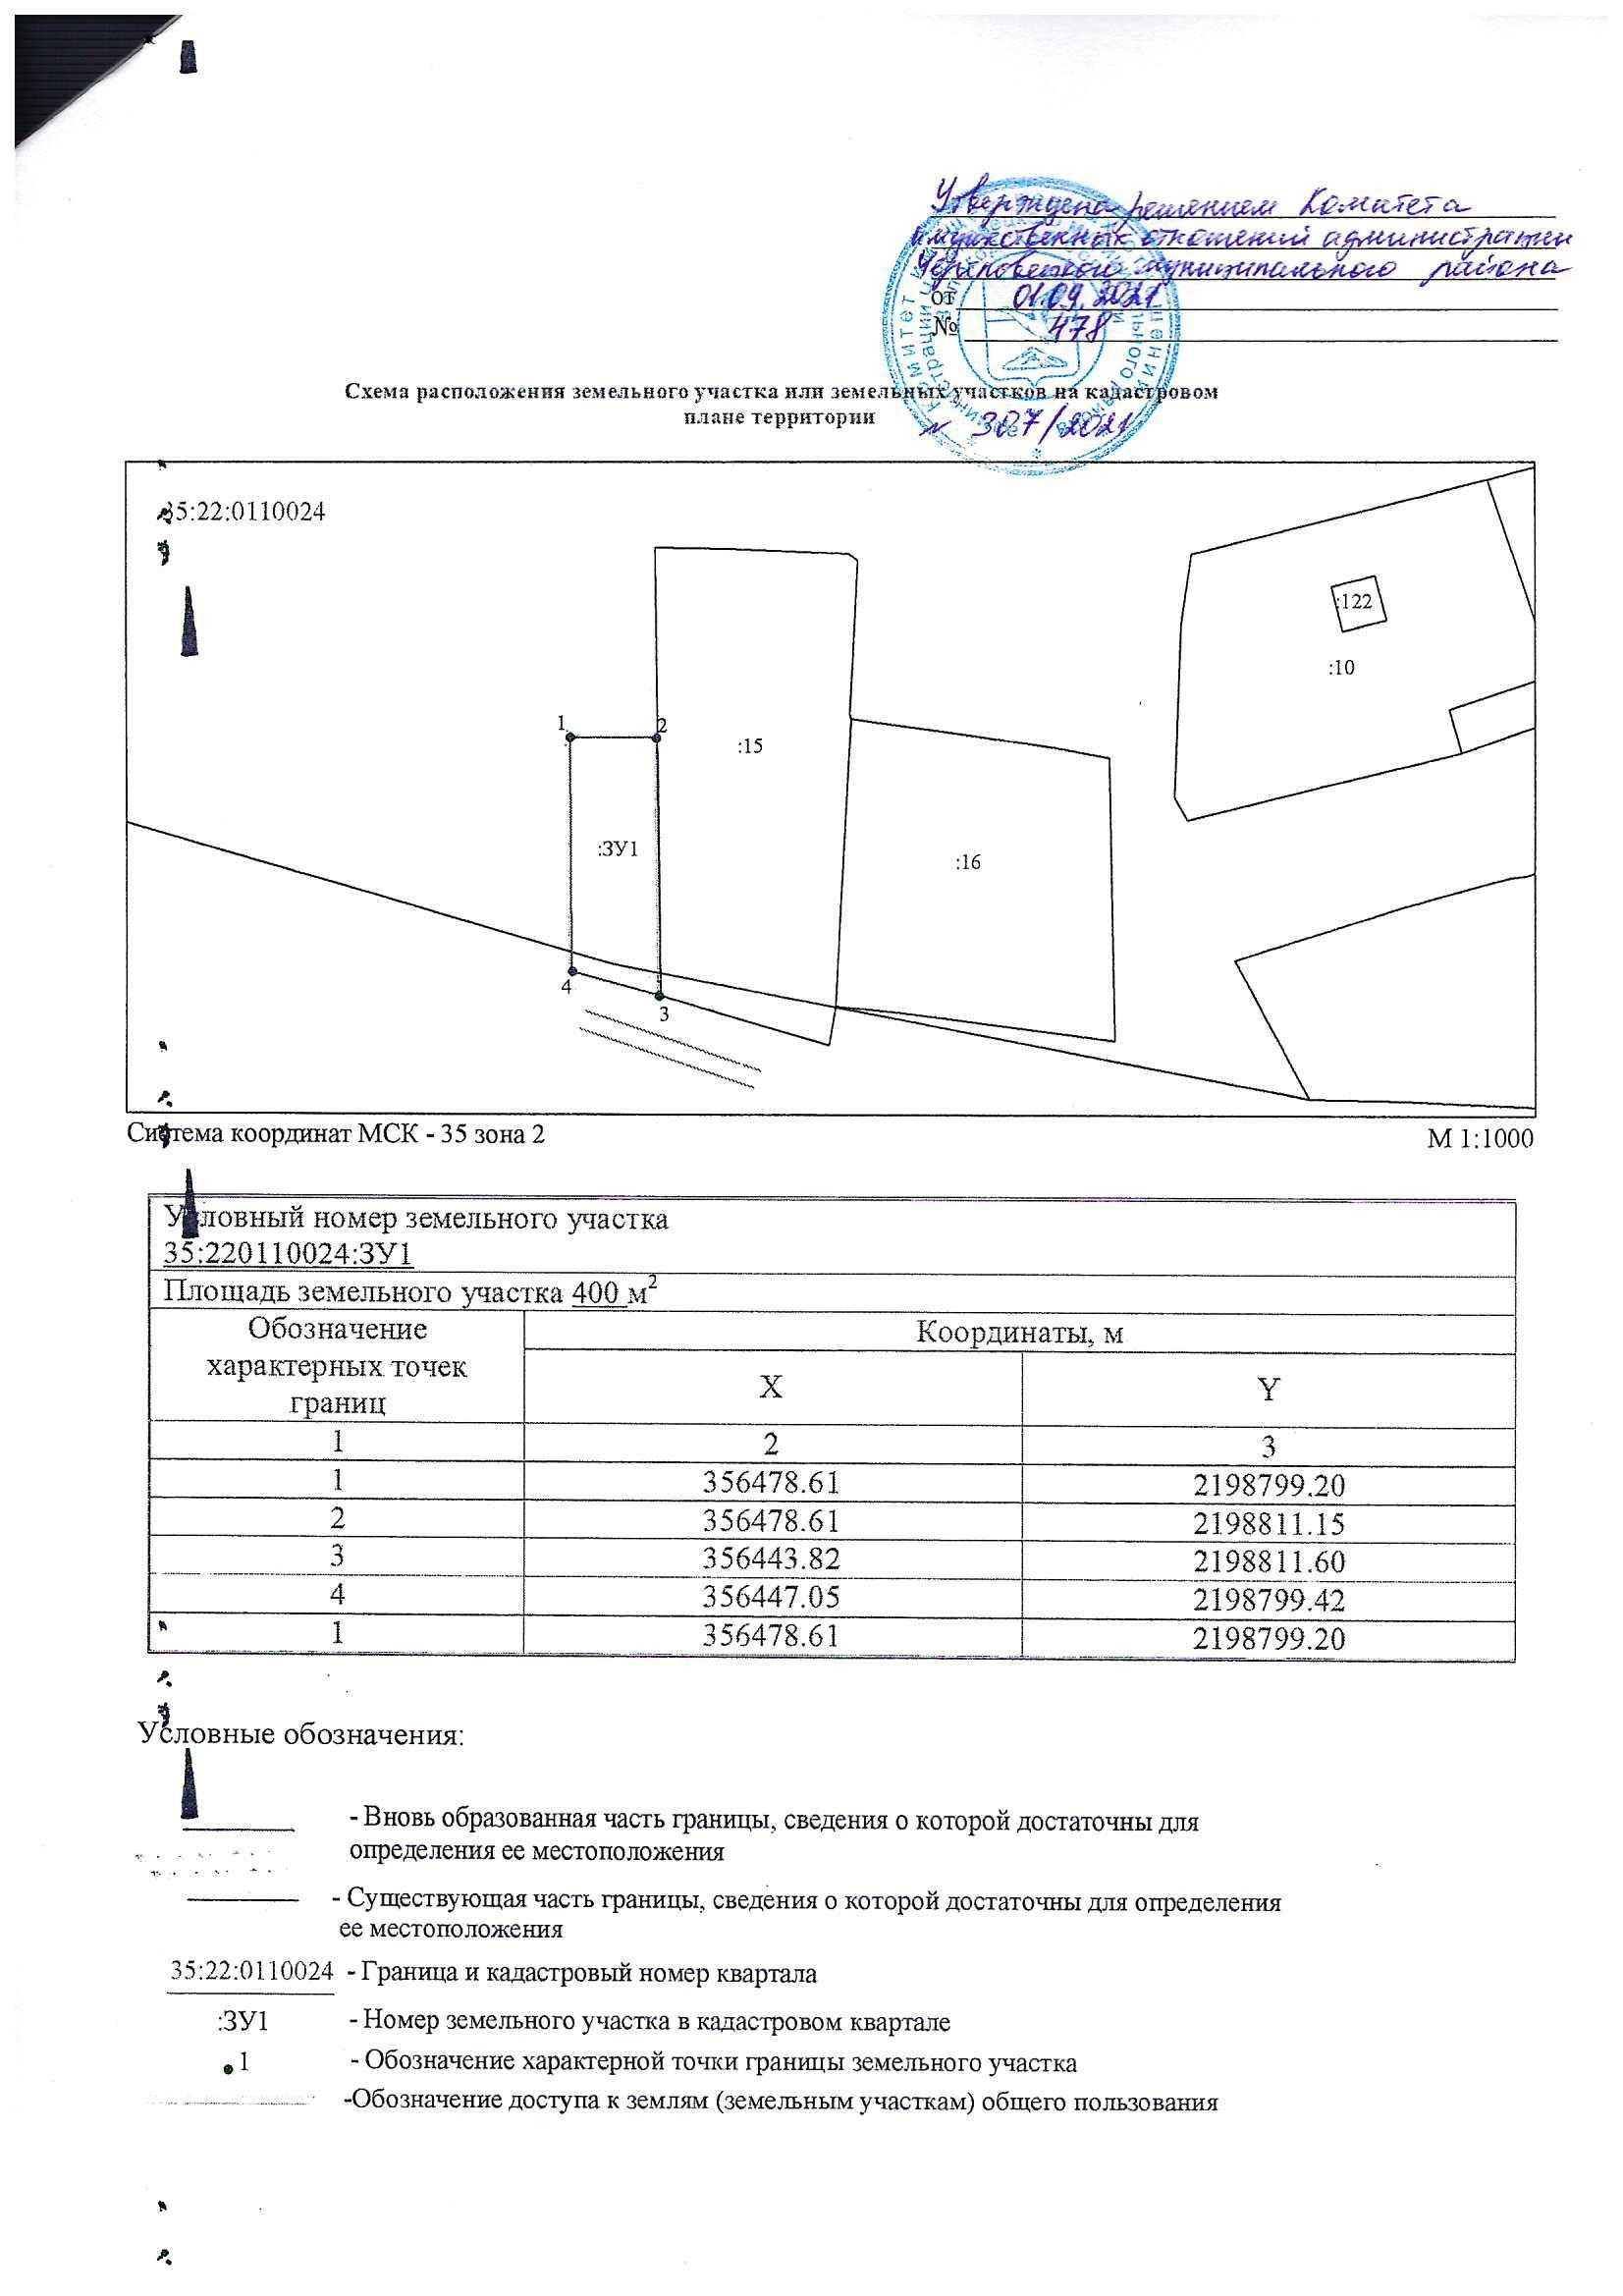 Утверждена решением Комитета
имущественных отношений администрации
Череповецкого муниципального района
от 01.09.2021
№ 478
Схема расположения земельного участка или земельных участков на кадастровом
плане территории
№ 307/2021
35:22:0110024
:122
:10
1
2
:15
:ЗУ1
:16
4
3
Система координат МСК - 35 зона 2
М 1:1000
Условный номер земельного участка
35:220110024:ЗУ1
Площадь земельного участка 400 м²
Обозначение характерных точек границ
Координаты, м
X Y
1 2 3
1 356478.61 2198799.20
2 356478.61 2198811.15
3 356443.82 2198811.60
4 356447.05 2198799.42
1 356478.61 2198799.20
Условные обозначения:
- Вновь образованная часть границы, сведения о которой достаточны для
определения ее местоположения
- Существующая часть границы, сведения о которой достаточны для определения
ее местоположения
35:22:0110024 - Граница и кадастровый номер квартала
:ЗУ1 - Номер земельного участка в кадастровом квартале
1 - Обозначение характерной точки границы земельного участка
-Обозначение доступа к землям (земельным участкам) общего пользования